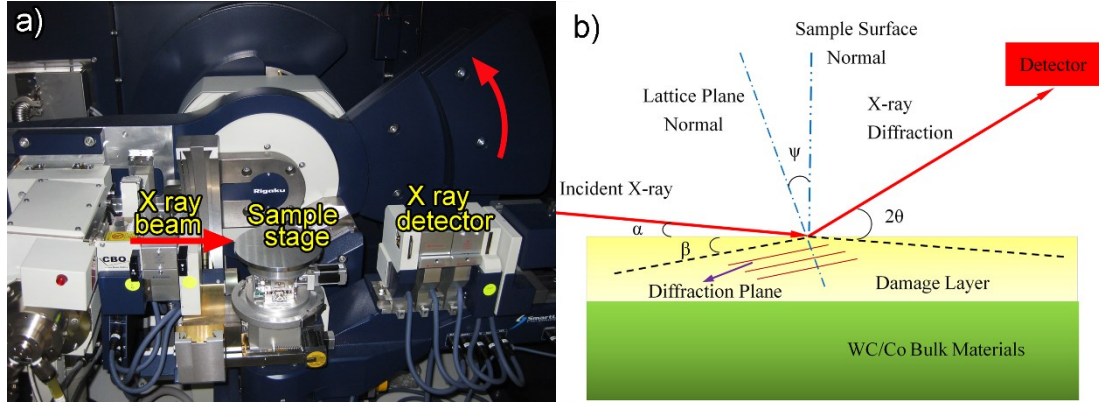 a)
X ray
beam
Sample
stage
X ray
detector
Rigaku
CBO
b)
Sample Surface
Normal
Detector
Lattice Plane
Normal
X-ray
Diffraction
ψ
Incident X-ray
α
β
2θ
Diffraction Plane
Damage Layer
WC/Co Bulk Materials